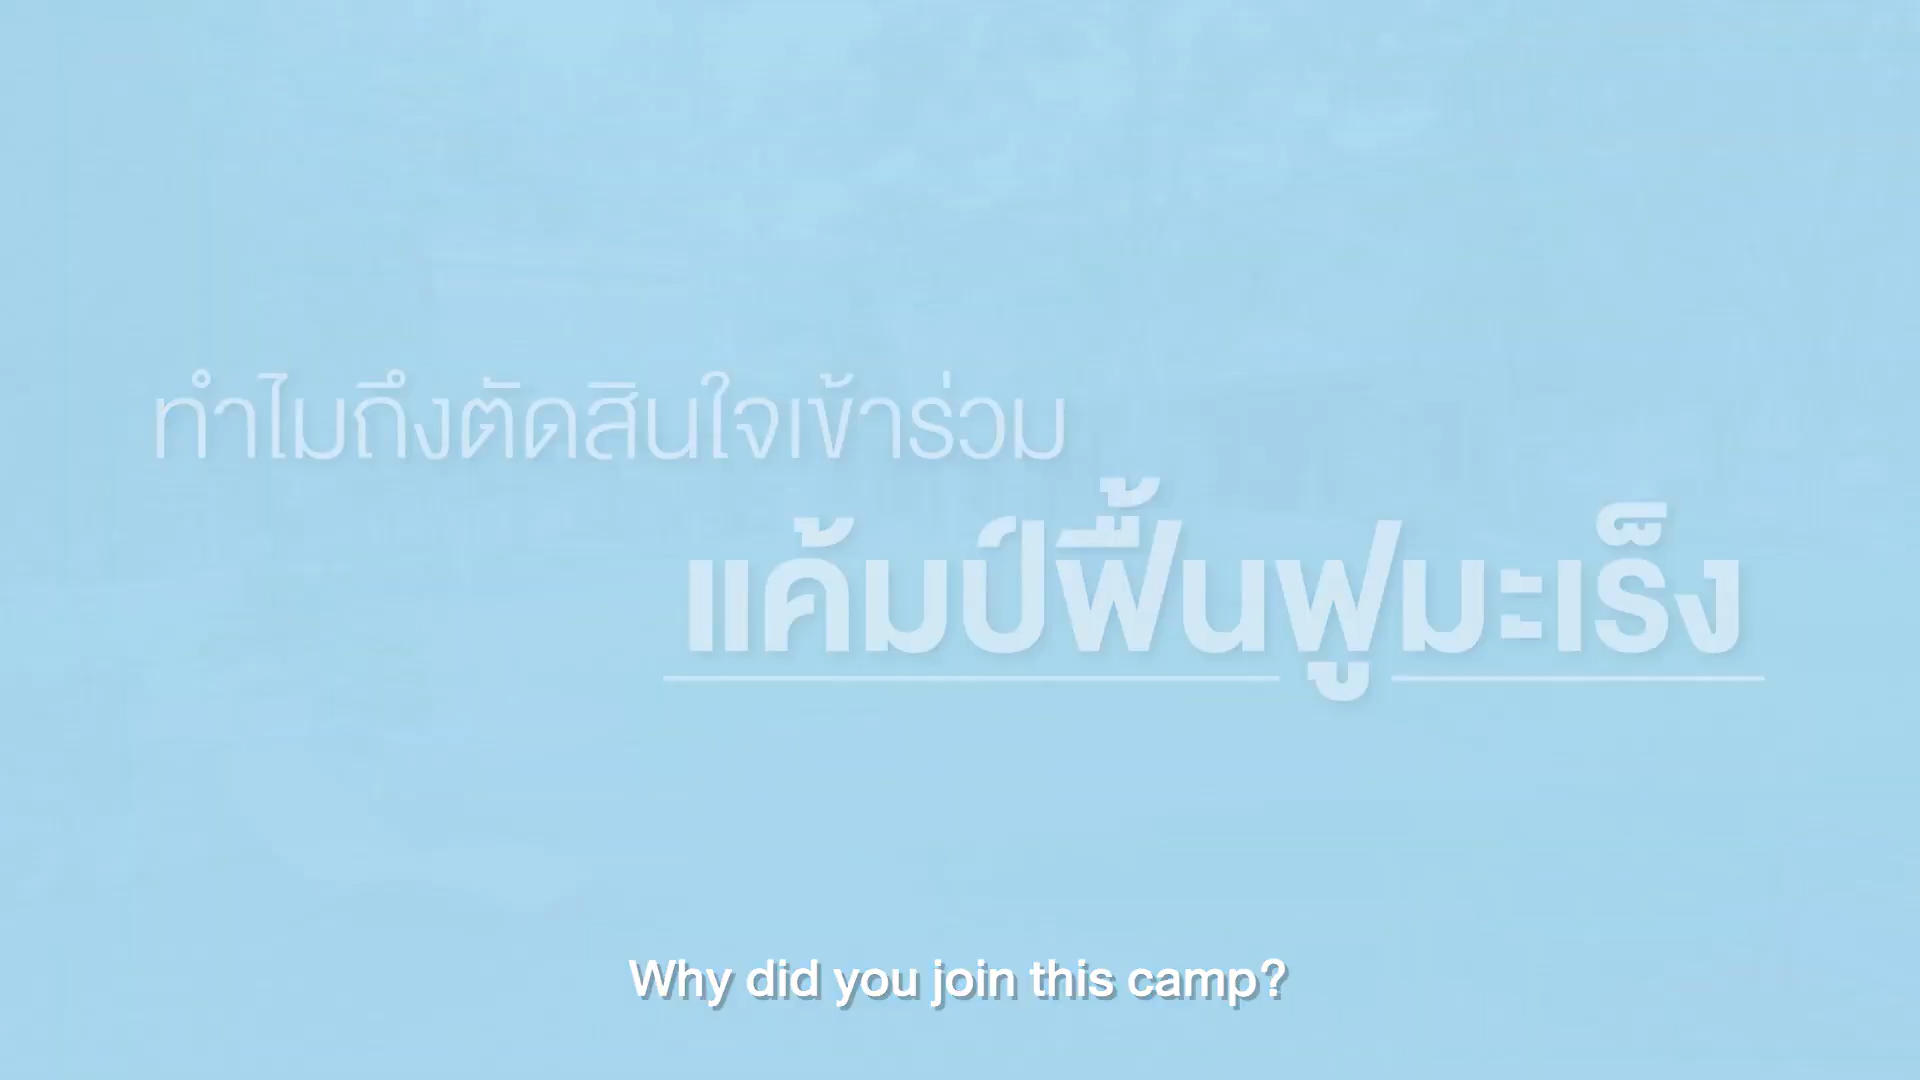 ทำไมถึงตัดสินใจเข้าร่วม
แค้มป์ฟื้นฟูมะเร็ง
Why did you join this camp?